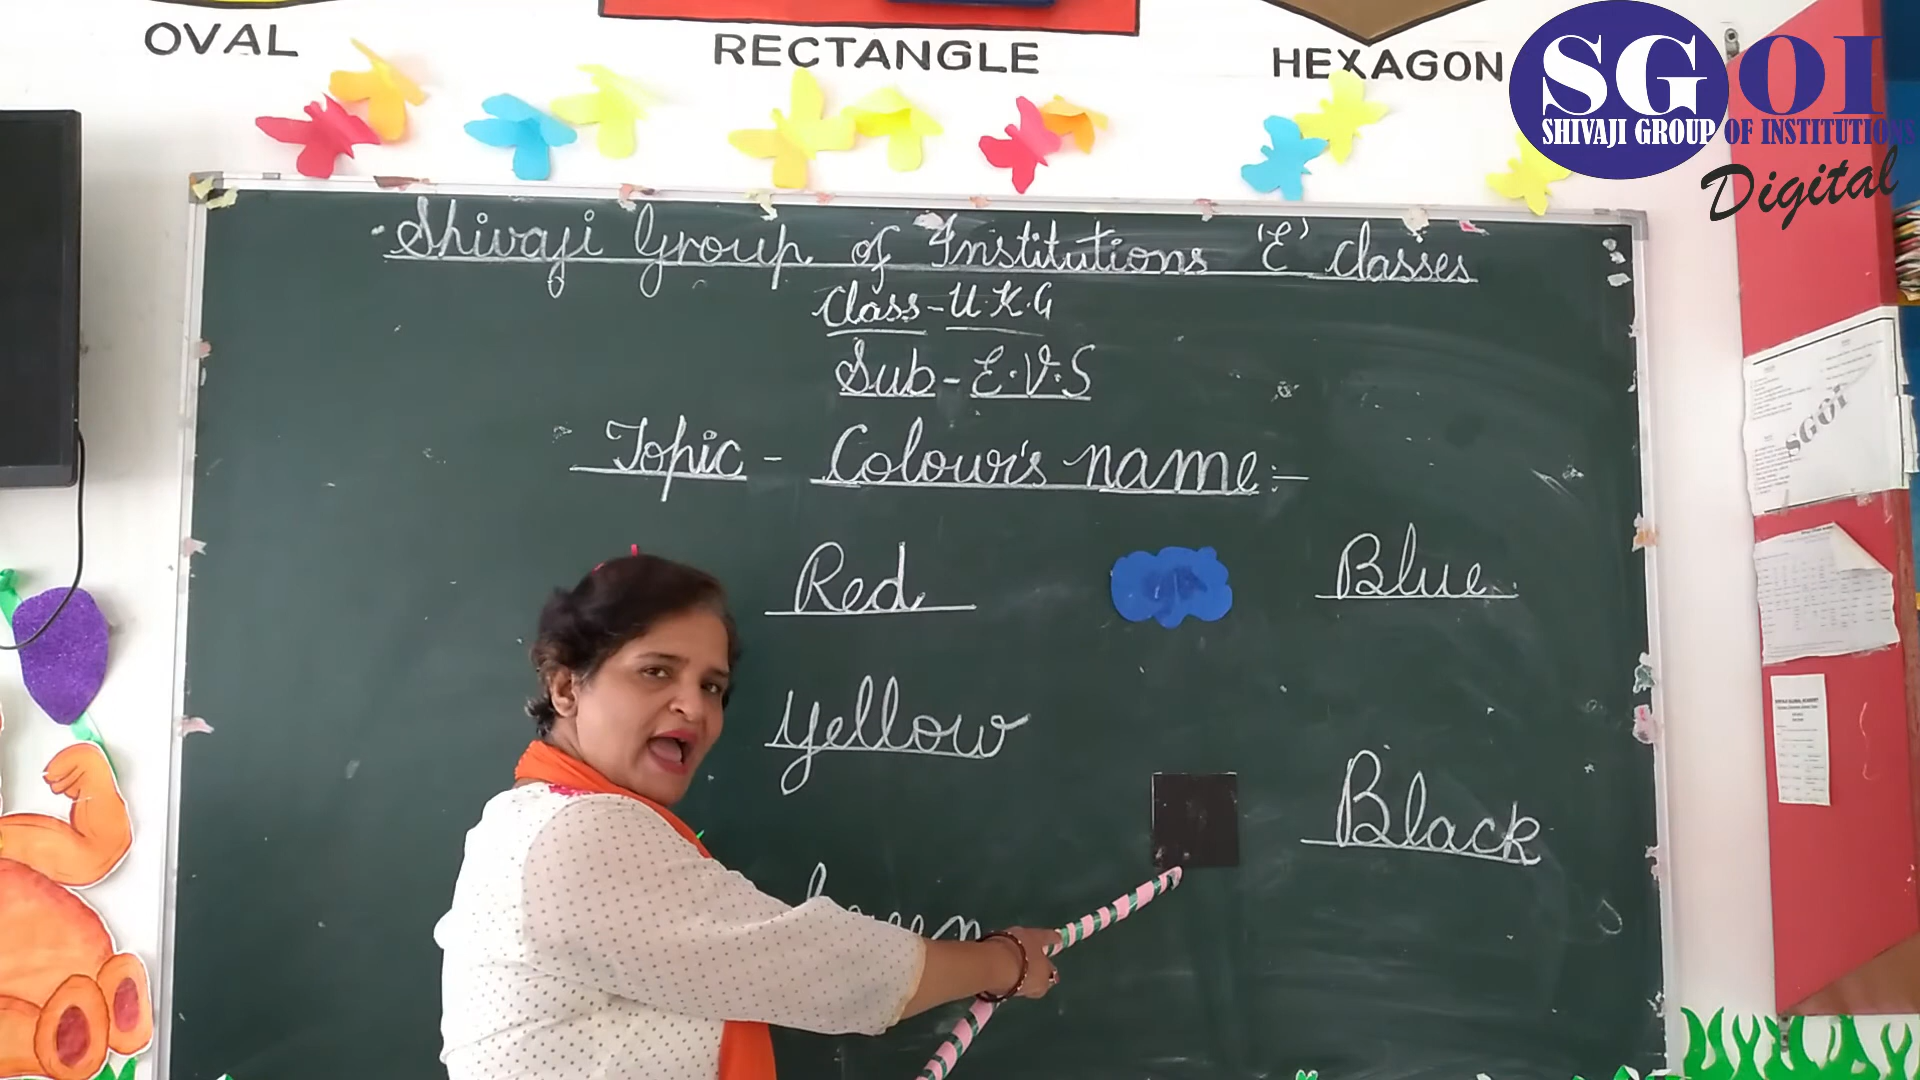 OVAL
RECTANGLE
HEXAGON
SGOI
SHIVAJI GROUP OF INSTITUTIONS
Digital
Shivaji Group of Institutions 'E' classes
Class-U.K.G
Sub-E.V.S
Topic - Colour's name:-
Red
Blue
Yellow
Black
SGOI